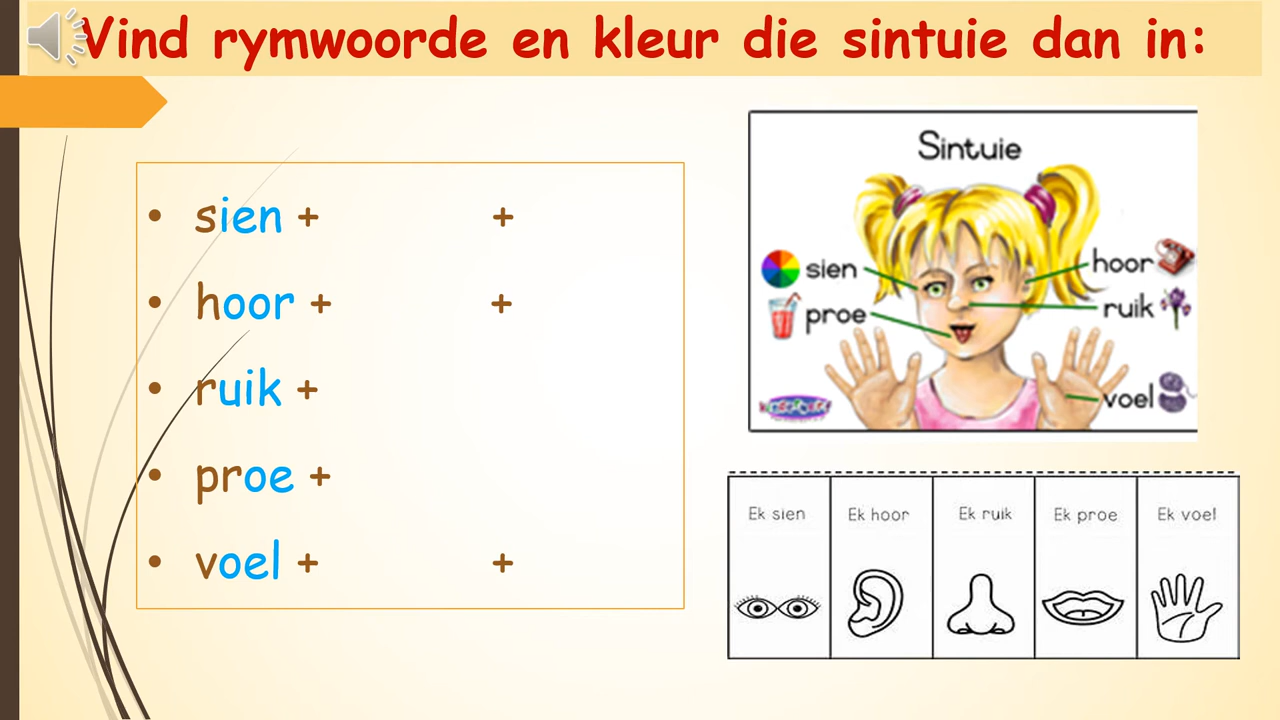 Vind rymwoorde en kleur die sintuie dan in:
• sien + +
• hoor + +
• ruik +
• proe +
• voel + +
Sintuie
sien
hoor
proe
ruik
voel
Ek sien Ek hoor Ek ruik Ek proe Ek voel